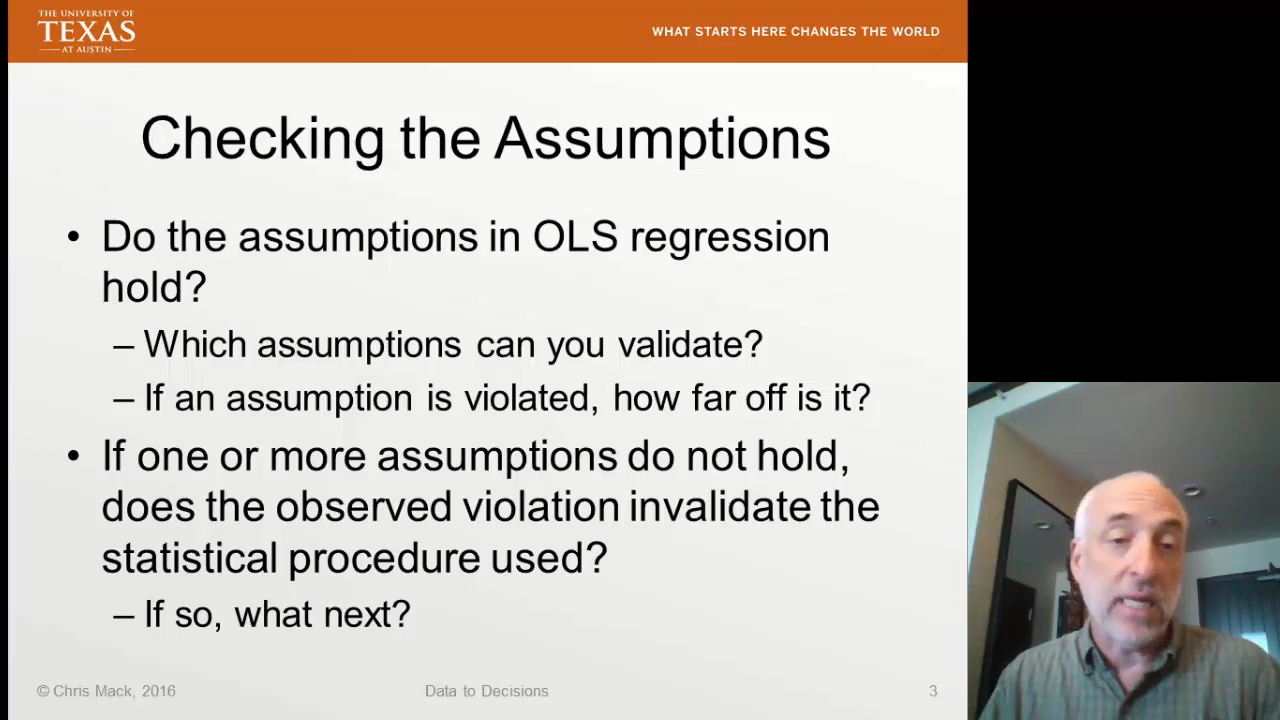 THE UNIVERSITY OF
TEXAS
AT AUSTIN
WHAT STARTS HERE CHANGES THE WORLD
Checking the Assumptions
• Do the assumptions in OLS regression
hold?
– Which assumptions can you validate?
– If an assumption is violated, how far off is it?
• If one or more assumptions do not hold,
does the observed violation invalidate the
statistical procedure used?
– If so, what next?
© Chris Mack, 2016
Data to Decisions
3